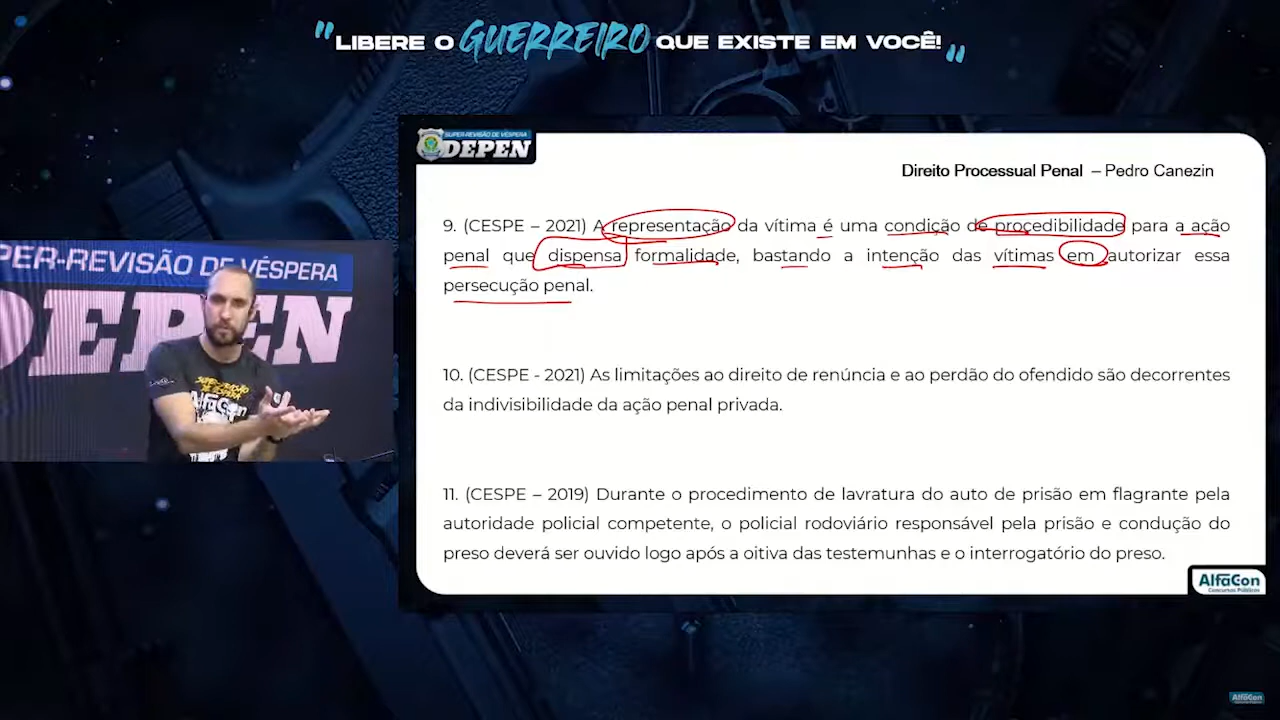 "LIBERE O GUERREIRO QUE EXISTE EM VOCÊ!"
SUPER-REVISÃO DE VÉSPERA
DEPEN
Direito Processual Penal – Pedro Canezin
9. (CESPE – 2021) A representação da vítima é uma condição de procedibilidade para a ação
penal que dispensa formalidade, bastando a intenção das vítimas em autorizar essa
persecução penal.
PER-REVISÃO DE VÉSPERA
DEPEN
AlfaCon
10. (CESPE - 2021) As limitações ao direito de renúncia e ao perdão do ofendido são decorrentes
da indivisibilidade da ação penal privada.
11. (CESPE – 2019) Durante o procedimento de lavratura do auto de prisão em flagrante pela
autoridade policial competente, o policial rodoviário responsável pela prisão e condução do
preso deverá ser ouvido logo após a oitiva das testemunhas e o interrogatório do preso.
AlfaCon
Concursos Públicos
AlfaCon